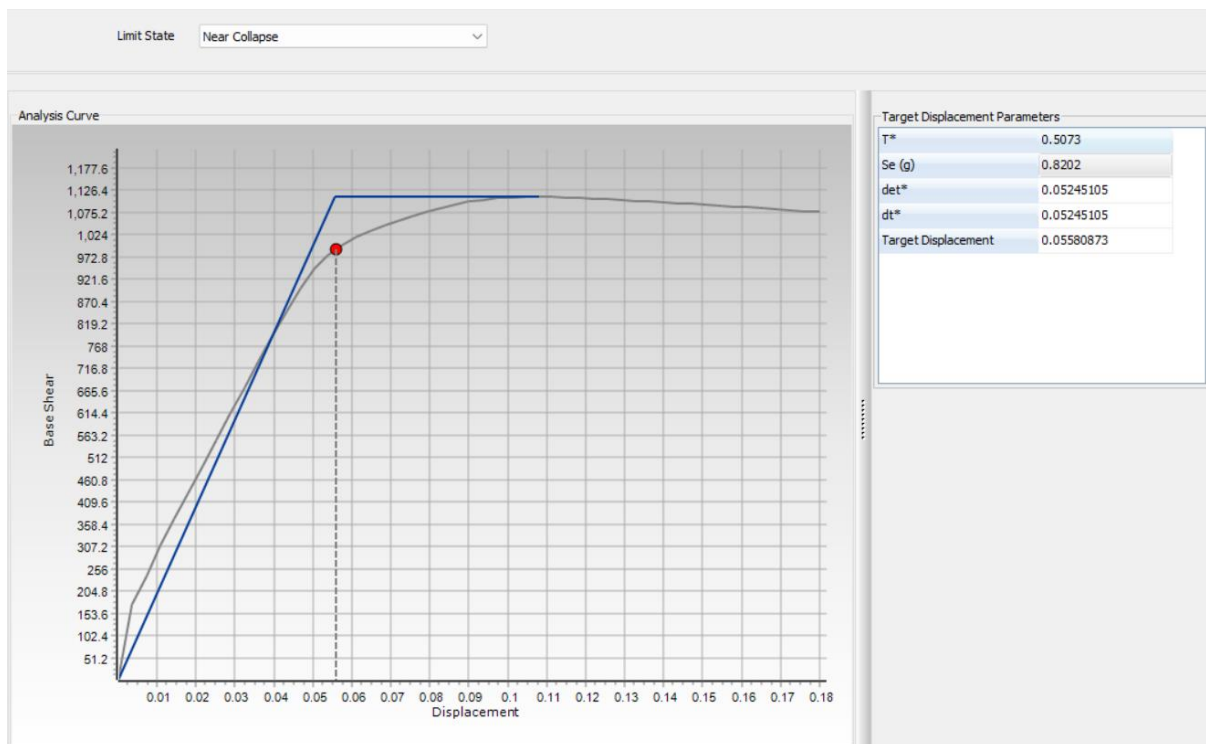 Limit State
Near Collapse
Analysis Curve
1,177.6
1,126.4
1,075.2
1,024
972.8
921.6
870.4
819.2
768
716.8
665.6
614.4
563.2
512
460.8
409.6
358.4
307.2
256
204.8
153.6
102.4
51.2
Base Shear
0.01 0.02 0.03 0.04 0.05 0.06 0.07 0.08 0.09 0.1 0.11 0.12 0.13 0.14 0.15 0.16 0.17 0.18
Displacement
Target Displacement Parameters
T* 0.5073
Se (g) 0.8202
det* 0.05245105
dt* 0.05245105
Target Displacement 0.05580873